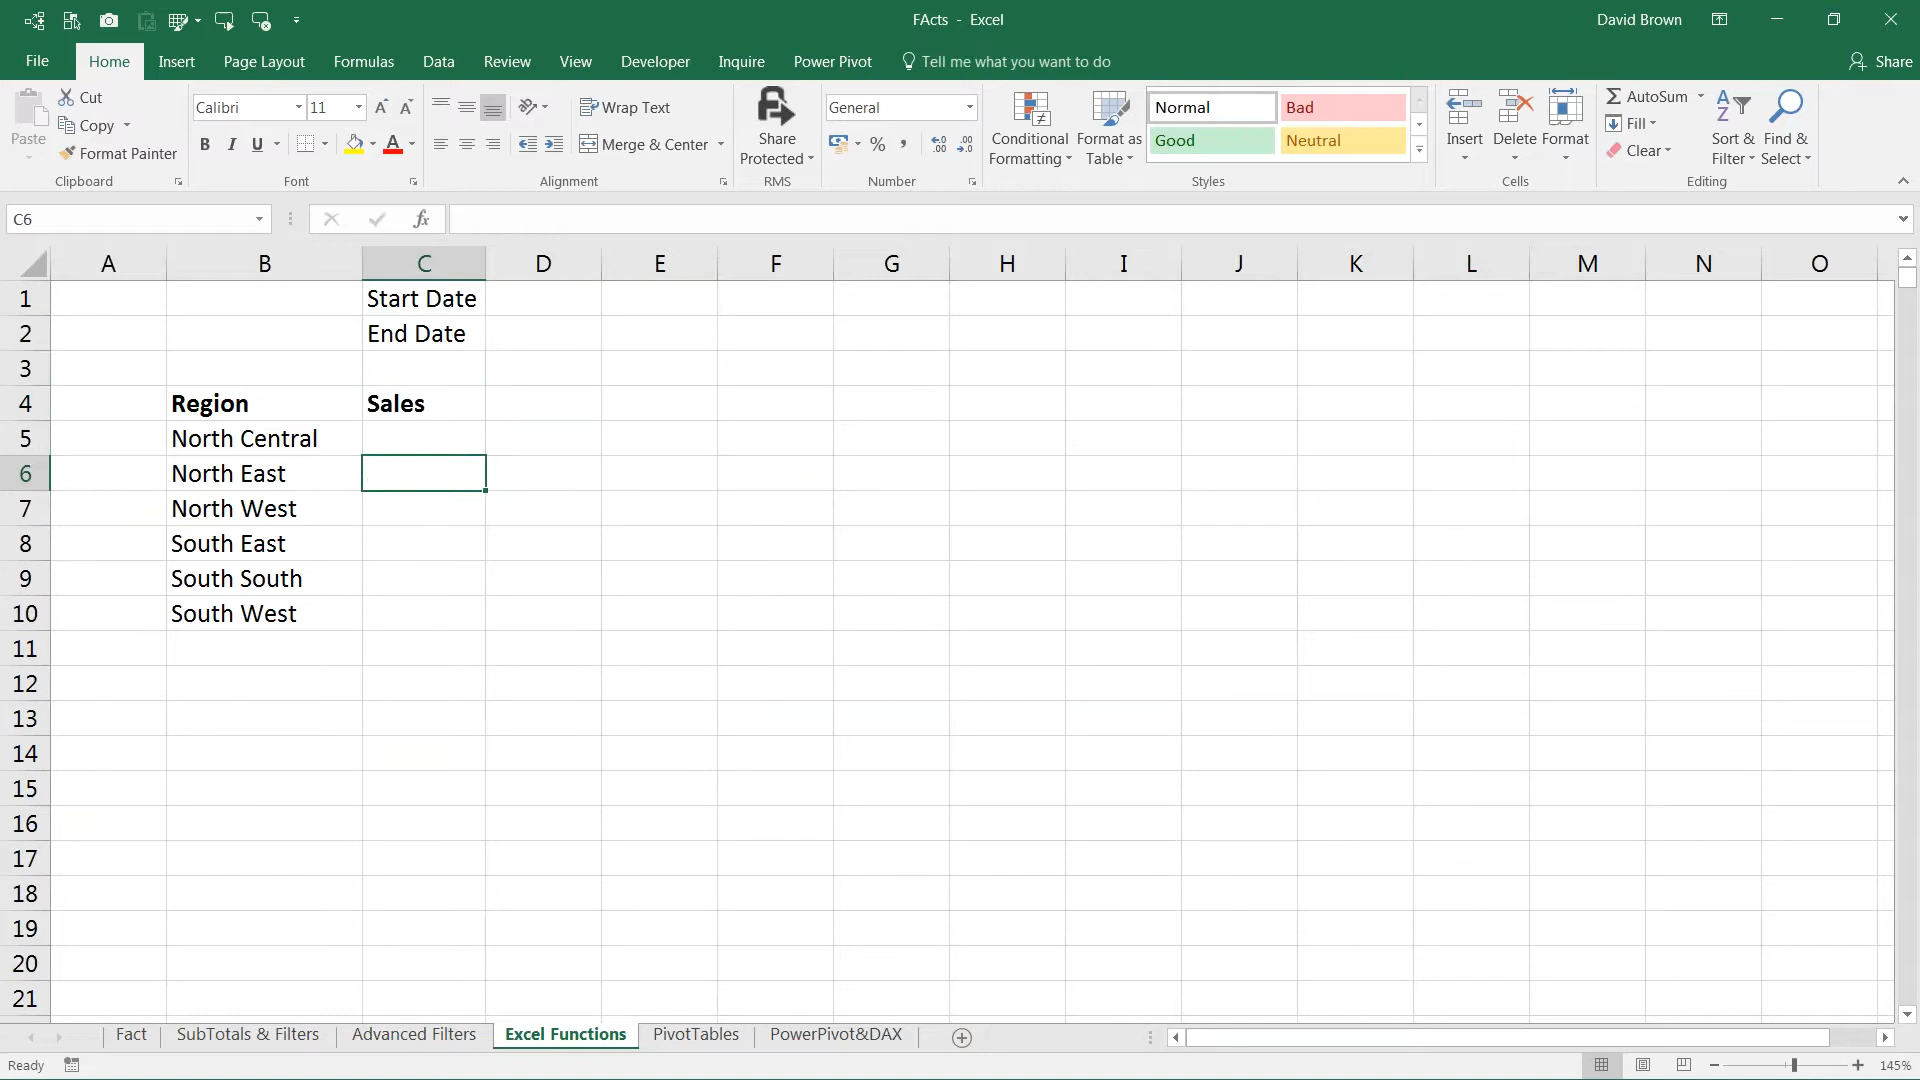 FActs - Excel
David Brown
File Home Insert Page Layout Formulas Data Review View Developer Inquire Power Pivot Tell me what you want to do Share
Paste
Cut
Copy
Format Painter
Clipboard
Calibri 11
B I U
Font
Wrap Text
Merge & Center
Alignment
Share
Protected
RMS
General
Number
Conditional
Formatting
Format as
Table
Normal Bad
Good Neutral
Styles
Insert Delete Format
Cells
AutoSum
Fill
Clear
Sort &
Filter
Find &
Select
Editing
C6
fx
A B C D E F G H I J K L M N O
1 Start Date
2 End Date
3
4 Region Sales
5 North Central
6 North East
7 North West
8 South East
9 South South
10 South West
11
12
13
14
15
16
17
18
19
20
21
Fact SubTotals & Filters Advanced Filters Excel Functions PivotTables PowerPivot&DAX
Ready
145%